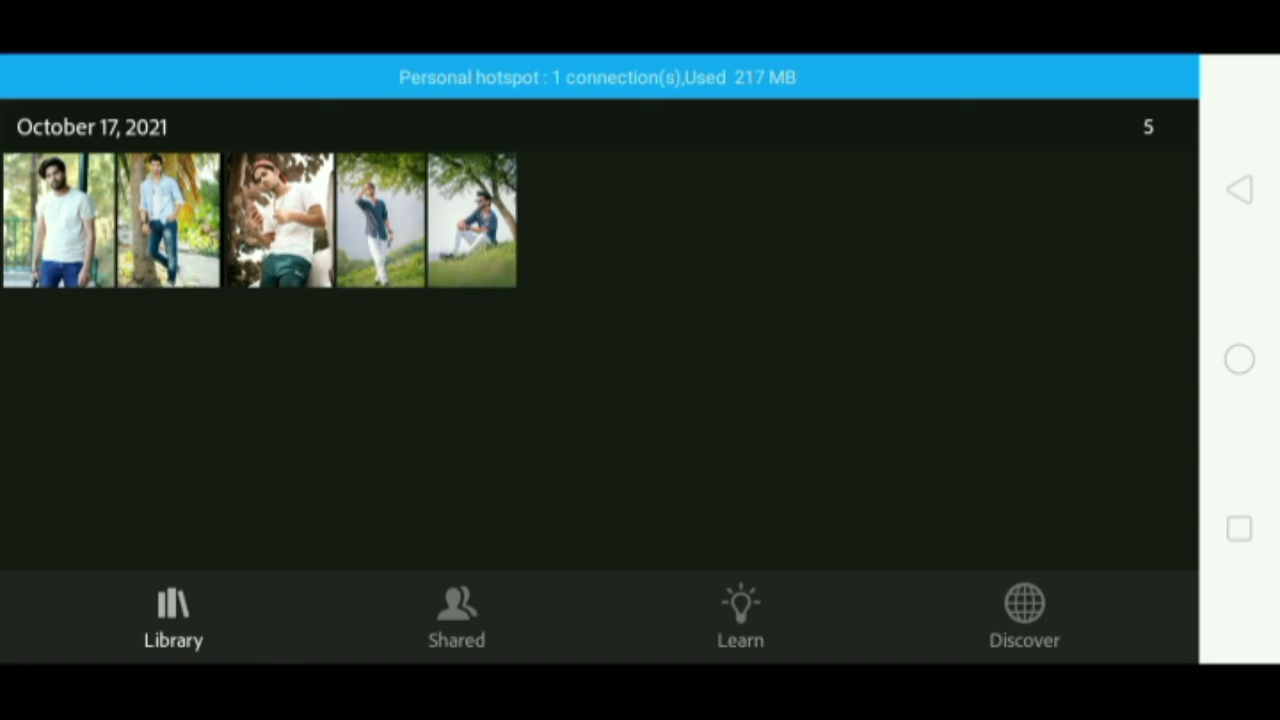 Personal hotspot : 1 connection(s),Used 217 MB
October 17, 2021
5
Library
Shared
Learn
Discover